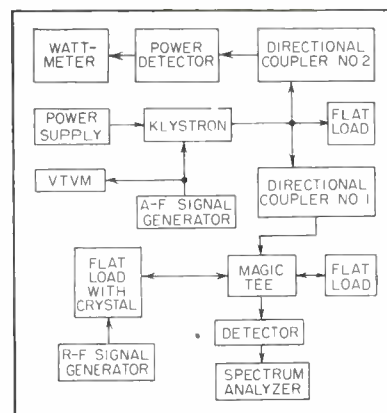 WATT-
METER
POWER
DETECTOR
DIRECTIONAL
COUPLER NO 2
POWER
SUPPLY
KLYSTRON
FLAT
LOAD
VTVM
A-F SIGNAL
GENERATOR
DIRECTIONAL
COUPLER NO 1
FLAT
LOAD
WITH
CRYSTAL
MAGIC
TEE
FLAT
LOAD
R-F SIGNAL
GENERATOR
DETECTOR
SPECTRUM
ANALYZER